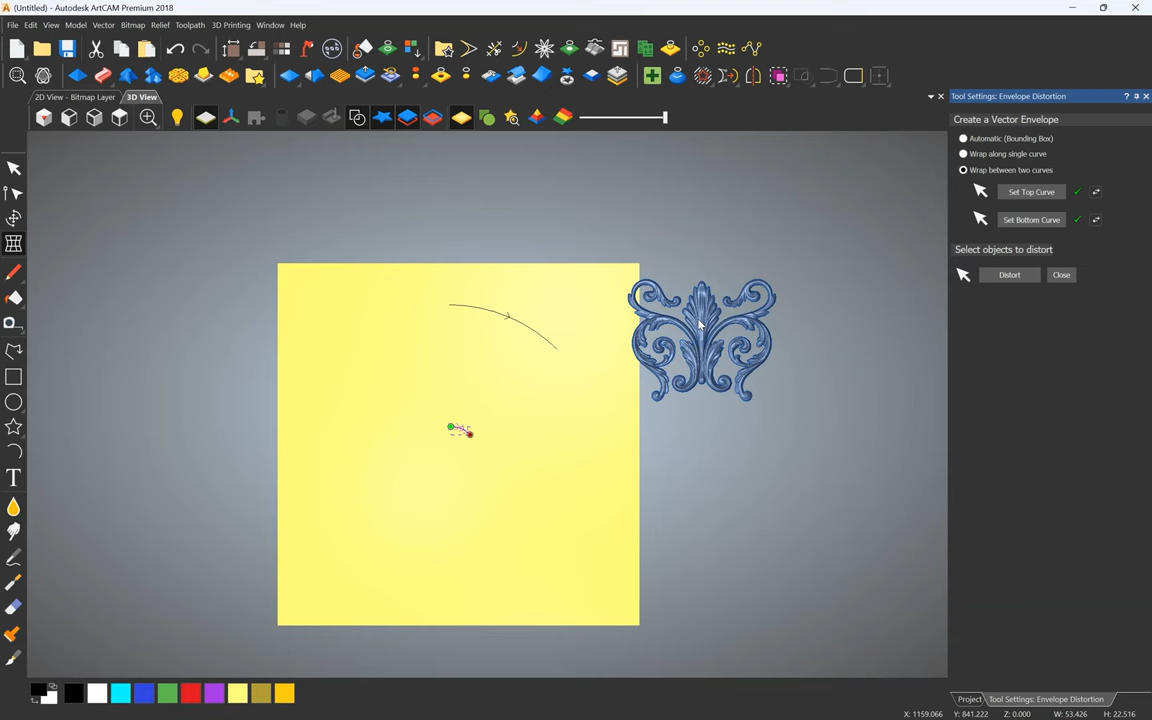 (Untitled) - Autodesk ArtCAM Premium 2018
File Edit View Model Vector Bitmap Relief Toolpath 3D Printing Window Help
2D View - Bitmap Layer 3D View
Tool Settings: Envelope Distortion
Create a Vector Envelope
Automatic (Bounding Box)
Wrap along single curve
Wrap between two curves
Set Top Curve
Set Bottom Curve
Select objects to distort
Distort Close
Project Tool Settings: Envelope Distortion
X: 1159.066 Y: 841.222 Z: 0.000 W: 53.426 H: 22.516